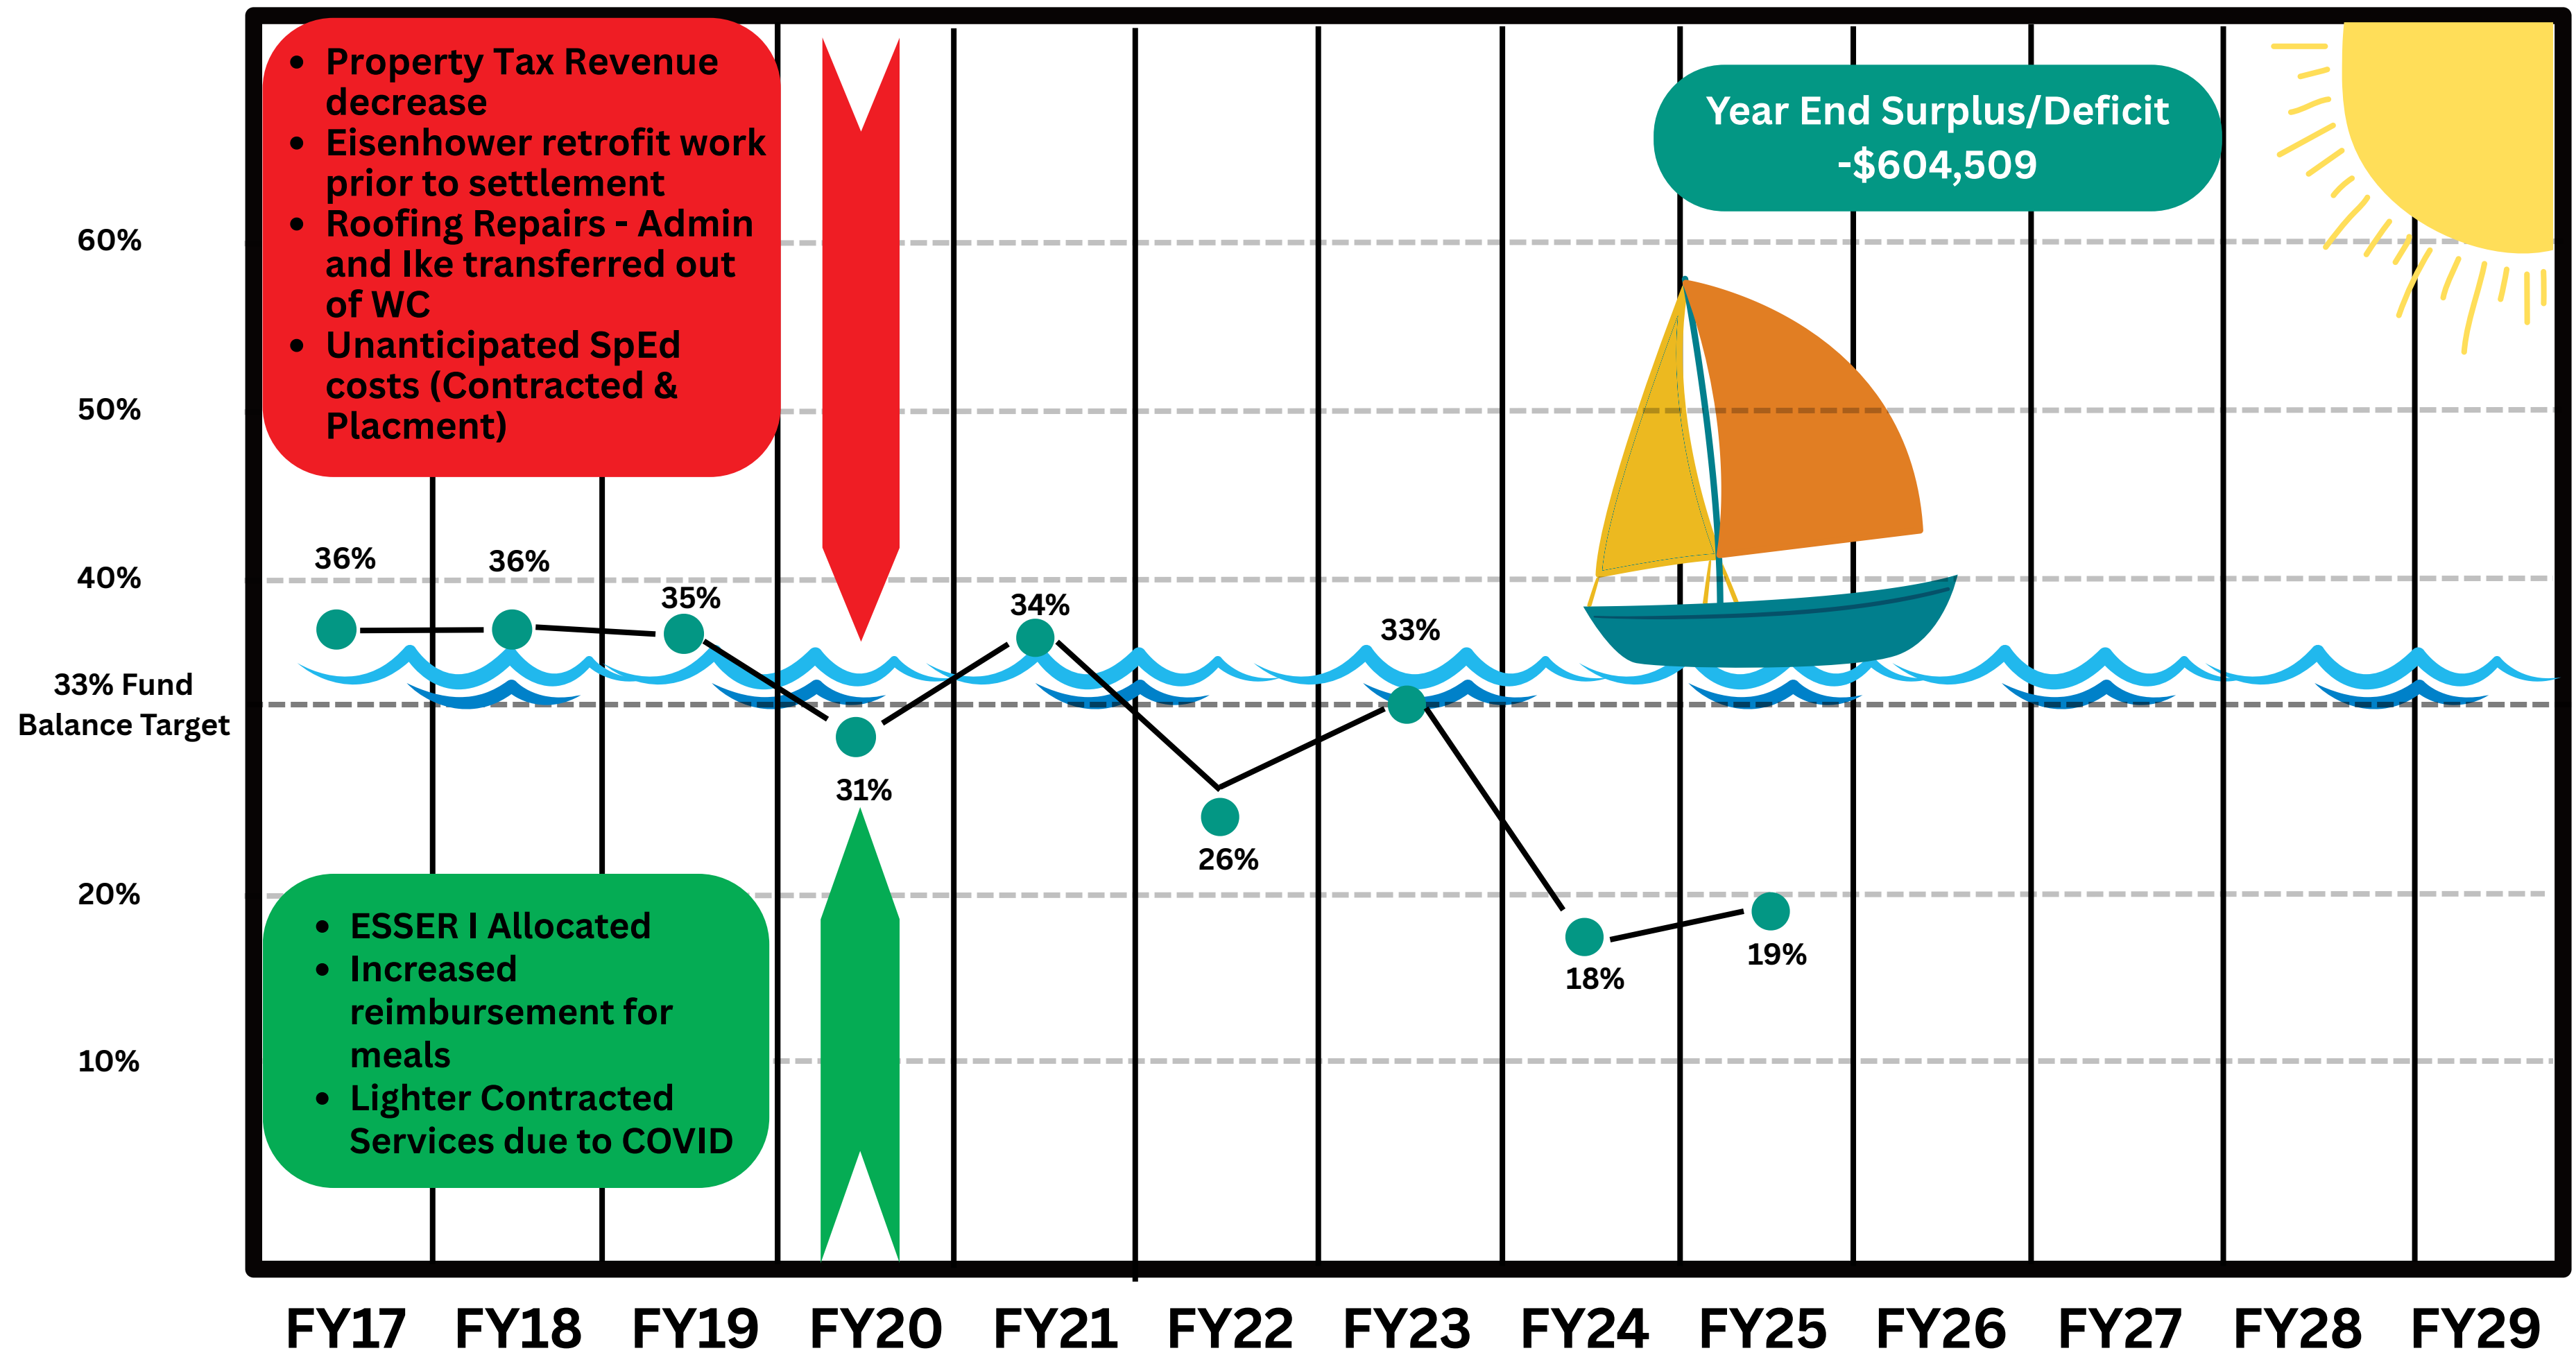 • Property Tax Revenue
decrease
• Eisenhower retrofit work
prior to settlement
• Roofing Repairs - Admin
and Ike transferred out
of WC
• Unanticipated SpEd
costs (Contracted &
Placment)
Year End Surplus/Deficit
-$604,509
60%
50%
40%
33% Fund
Balance Target
20%
10%
36%
36%
35%
31%
34%
26%
33%
18%
19%
• ESSER I Allocated
• Increased
reimbursement for
meals
• Lighter Contracted
Services due to COVID
FY17 FY18 FY19 FY20 FY21 FY22 FY23 FY24 FY25 FY26 FY27 FY28 FY29